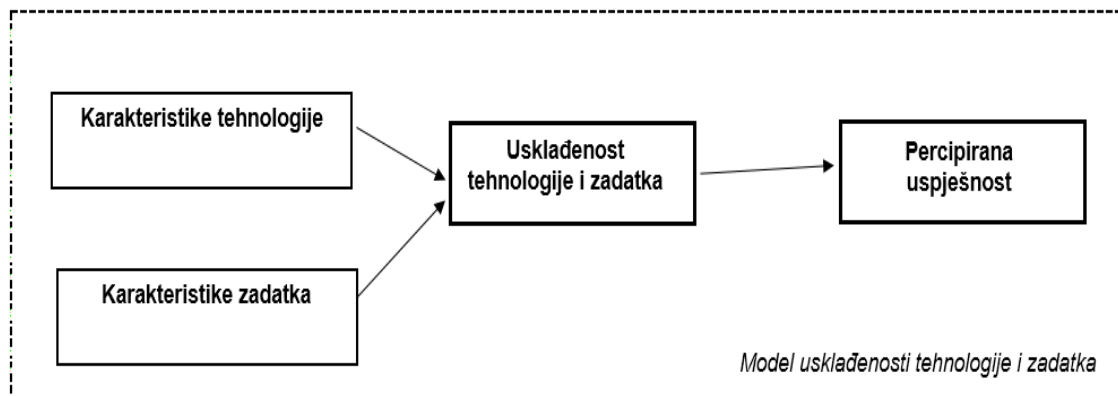 Karakteristike tehnologije
Usklađenost
tehnologije i zadatka
Percipirana
uspješnost
Karakteristike zadatka
Model usklađenosti tehnologije i zadatka